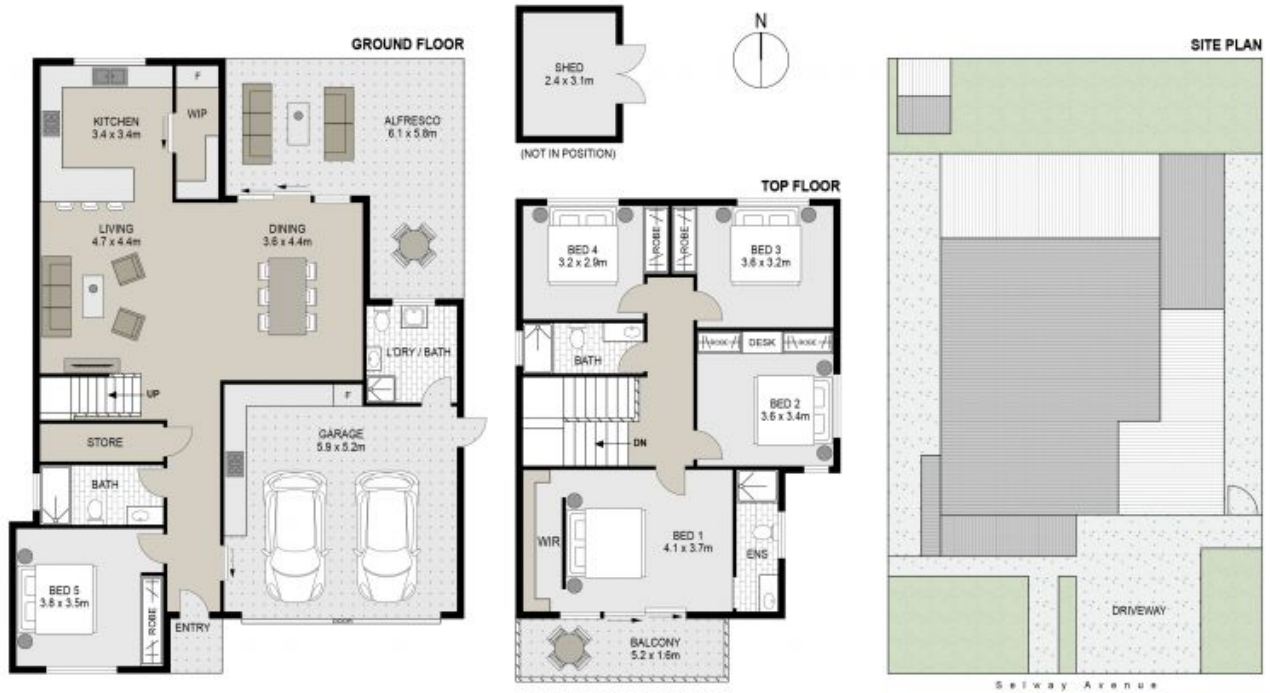 GROUND FLOOR
KITCHEN
3.4 x 3.4m
F
WIP
ALFRESCO
6.1 x 5.8m
LIVING
4.7 x 4.4m
DINING
3.6 x 4.4m
L'DRY / BATH
UP
STORE
F
GARAGE
5.9 x 5.2m
BATH
BED 5
3.8 x 3.5m
ROBE
ENTRY
DOOR
SHED
2.4 x 3.1m
(NOT IN POSITION)
N
TOP FLOOR
BED 4
3.2 x 2.9m
ROBE
ROBE
BED 3
3.6 x 3.2m
BATH
ROBE
DESK
ROBE
BED 2
3.6 x 3.4m
DN
WIR
BED 1
4.1 x 3.7m
ENS
BALCONY
5.2 x 1.6m
SITE PLAN
DRIVEWAY
Selway Avenue